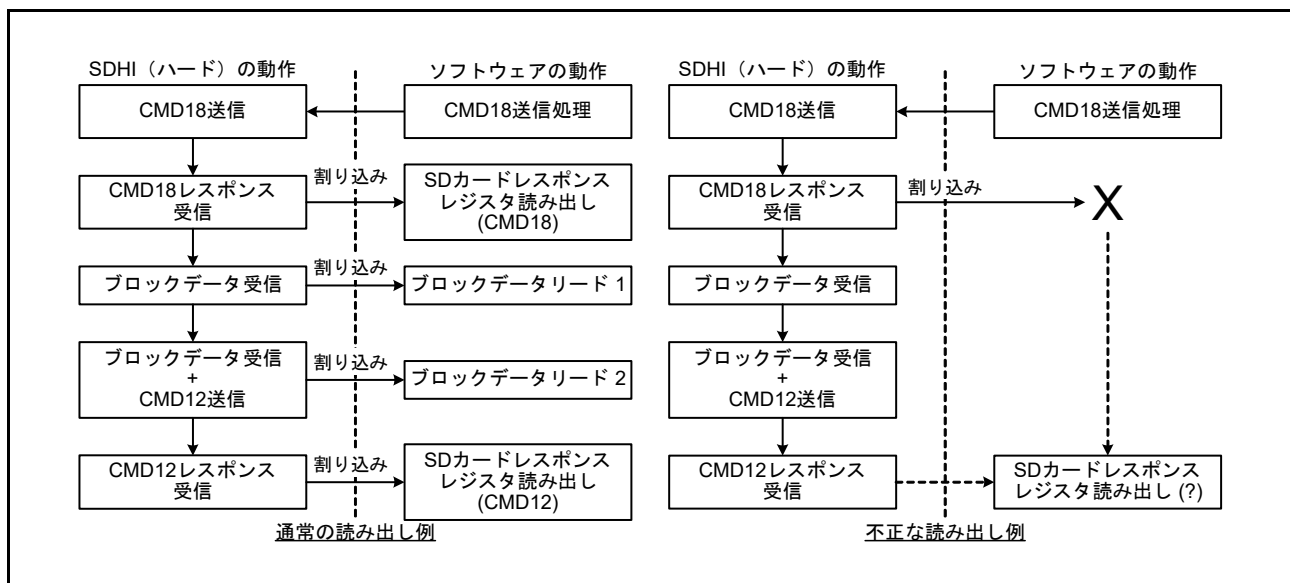 SDHI（ハード）の動作
ソフトウェアの動作
CMD18送信
CMD18送信処理
CMD18レスポンス
受信
割り込み
SDカードレスポンス
レジスタ読み出し
(CMD18)
ブロックデータ受信
割り込み
ブロックデータリード 1
ブロックデータ受信
+
CMD12送信
割り込み
ブロックデータリード 2
CMD12レスポンス
受信
割り込み
SDカードレスポンス
レジスタ読み出し
(CMD12)
通常の読み出し例
SDHI（ハード）の動作
ソフトウェアの動作
CMD18送信
CMD18送信処理
CMD18レスポンス
受信
割り込み
X
ブロックデータ受信
ブロックデータ受信
+
CMD12送信
CMD12レスポンス
受信
SDカードレスポンス
レジスタ読み出し (?)
不正な読み出し例